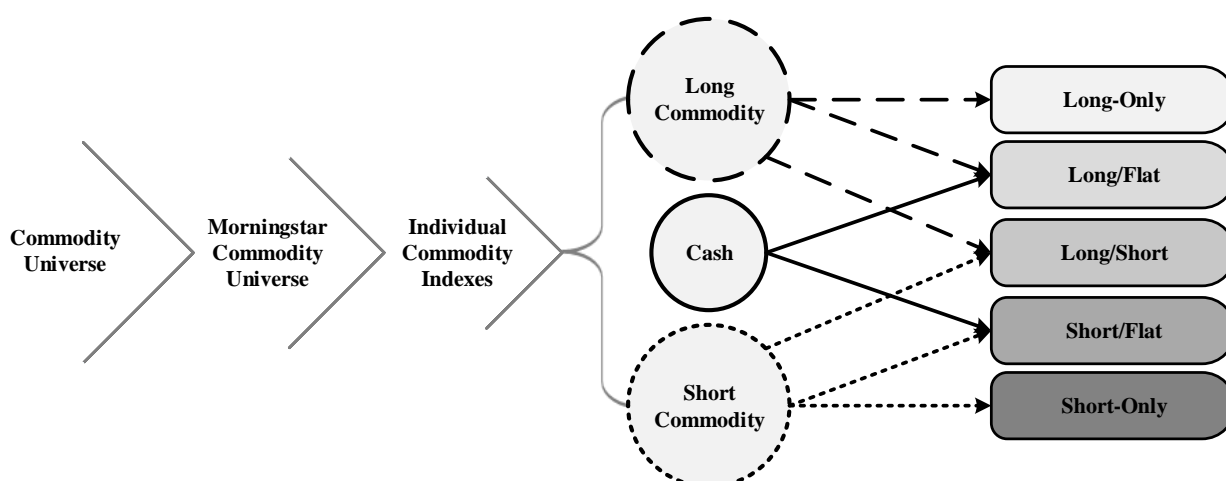 Commodity
Universe
Morningstar
Commodity
Universe
Individual
Commodity
Indexes
Long
Commodity
Cash
Short
Commodity
Long-Only
Long/Flat
Long/Short
Short/Flat
Short-Only